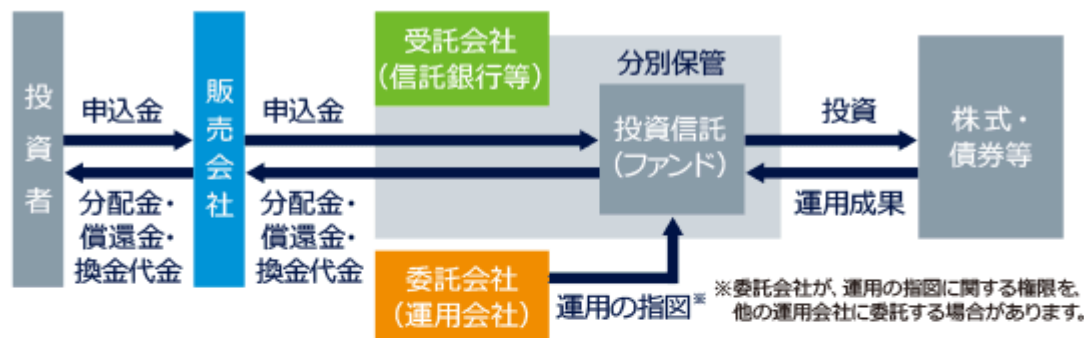 投資者
申込金
分配金・
償還金・
換金代金
販売会社
申込金
分配金・
償還金・
換金代金
受託会社
（信託銀行等）
分別保管
投資信託
（ファンド）
委託会社
（運用会社）
運用の指図※
投資
運用成果
株式・
債券等
※委託会社が、運用の指図に関する権限を、
他の運用会社に委託する場合があります。